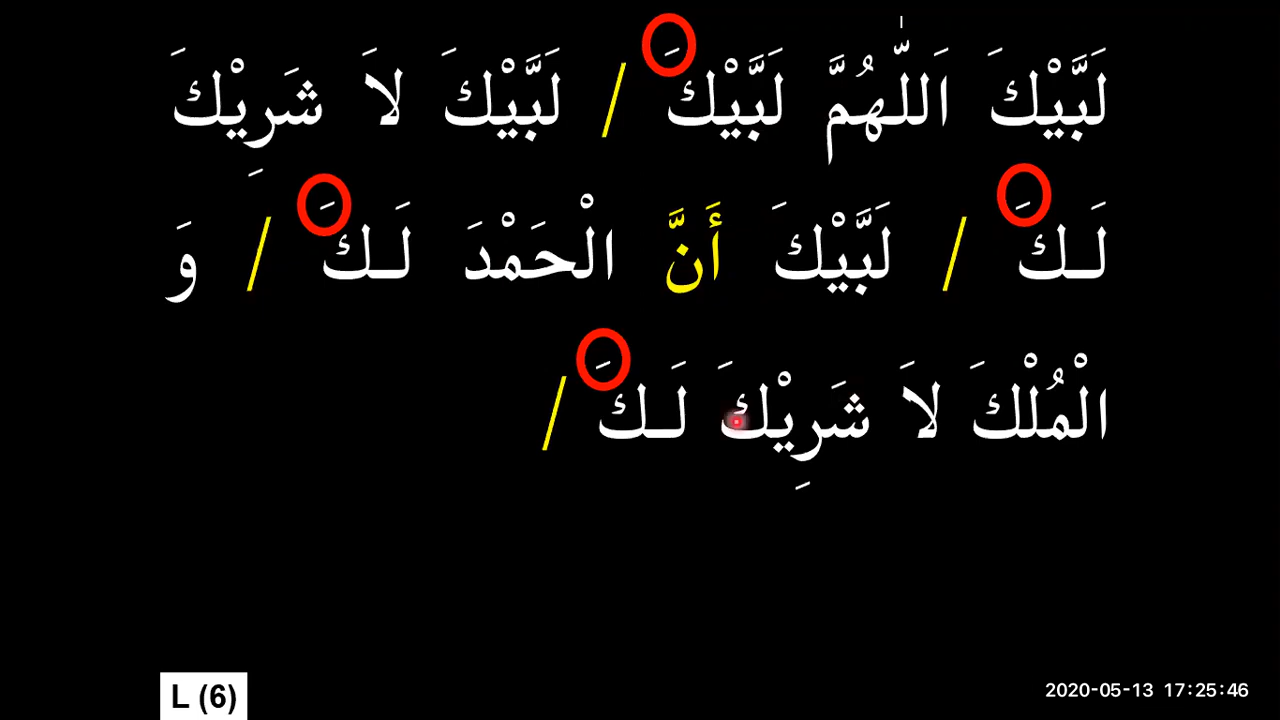 لَبَّيْكَ اَللّٰهُمَّ لَبَّيْكَ / لَبَّيْكَ لاَ شَرِيْكَ
لَـكَ / لَبَّيْكَ أَنَّ الْحَمْدَ لَـكَ / وَ
الْمُلْكَ لاَ شَرِيْكَ لَـكَ /
L (6)
2020-05-13 17:25:46